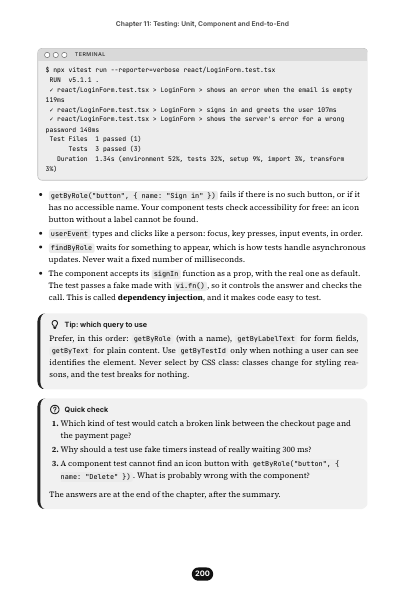 Chapter 11: Testing: Unit, Component and End-to-End
TERMINAL
$ npx vitest run --reporter=verbose react/LoginForm.test.tsx
RUN v5.1.1 .
✓ react/LoginForm.test.tsx > LoginForm > shows an error when the email is empty
119ms
✓ react/LoginForm.test.tsx > LoginForm > signs in and greets the user 107ms
✓ react/LoginForm.test.tsx > LoginForm > shows the server's error for a wrong
password 140ms
Test Files 1 passed (1)
Tests 3 passed (3)
Duration 1.34s (environment 52%, tests 32%, setup 9%, import 3%, transform
3%)
• getByRole("button", { name: "Sign in" }) fails if there is no such button, or if it
has no accessible name. Your component tests check accessibility for free: an icon
button without a label cannot be found.
• userEvent types and clicks like a person: focus, key presses, input events, in order.
• findByRole waits for something to appear, which is how tests handle asynchronous
updates. Never wait a fixed number of milliseconds.
• The component accepts its signIn function as a prop, with the real one as default.
The test passes a fake made with vi.fn(), so it controls the answer and checks the
call. This is called dependency injection, and it makes code easy to test.
Tip: which query to use
Prefer, in this order: getByRole (with a name), getByLabelText for form fields,
getByText for plain content. Use getByTestId only when nothing a user can see
identifies the element. Never select by CSS class: classes change for styling rea-
sons, and the test breaks for nothing.
Quick check
1. Which kind of test would catch a broken link between the checkout page and
the payment page?
2. Why should a test use fake timers instead of really waiting 300 ms?
3. A component test cannot find an icon button with getByRole("button", {
name: "Delete" }). What is probably wrong with the component?
The answers are at the end of the chapter, after the summary.
200